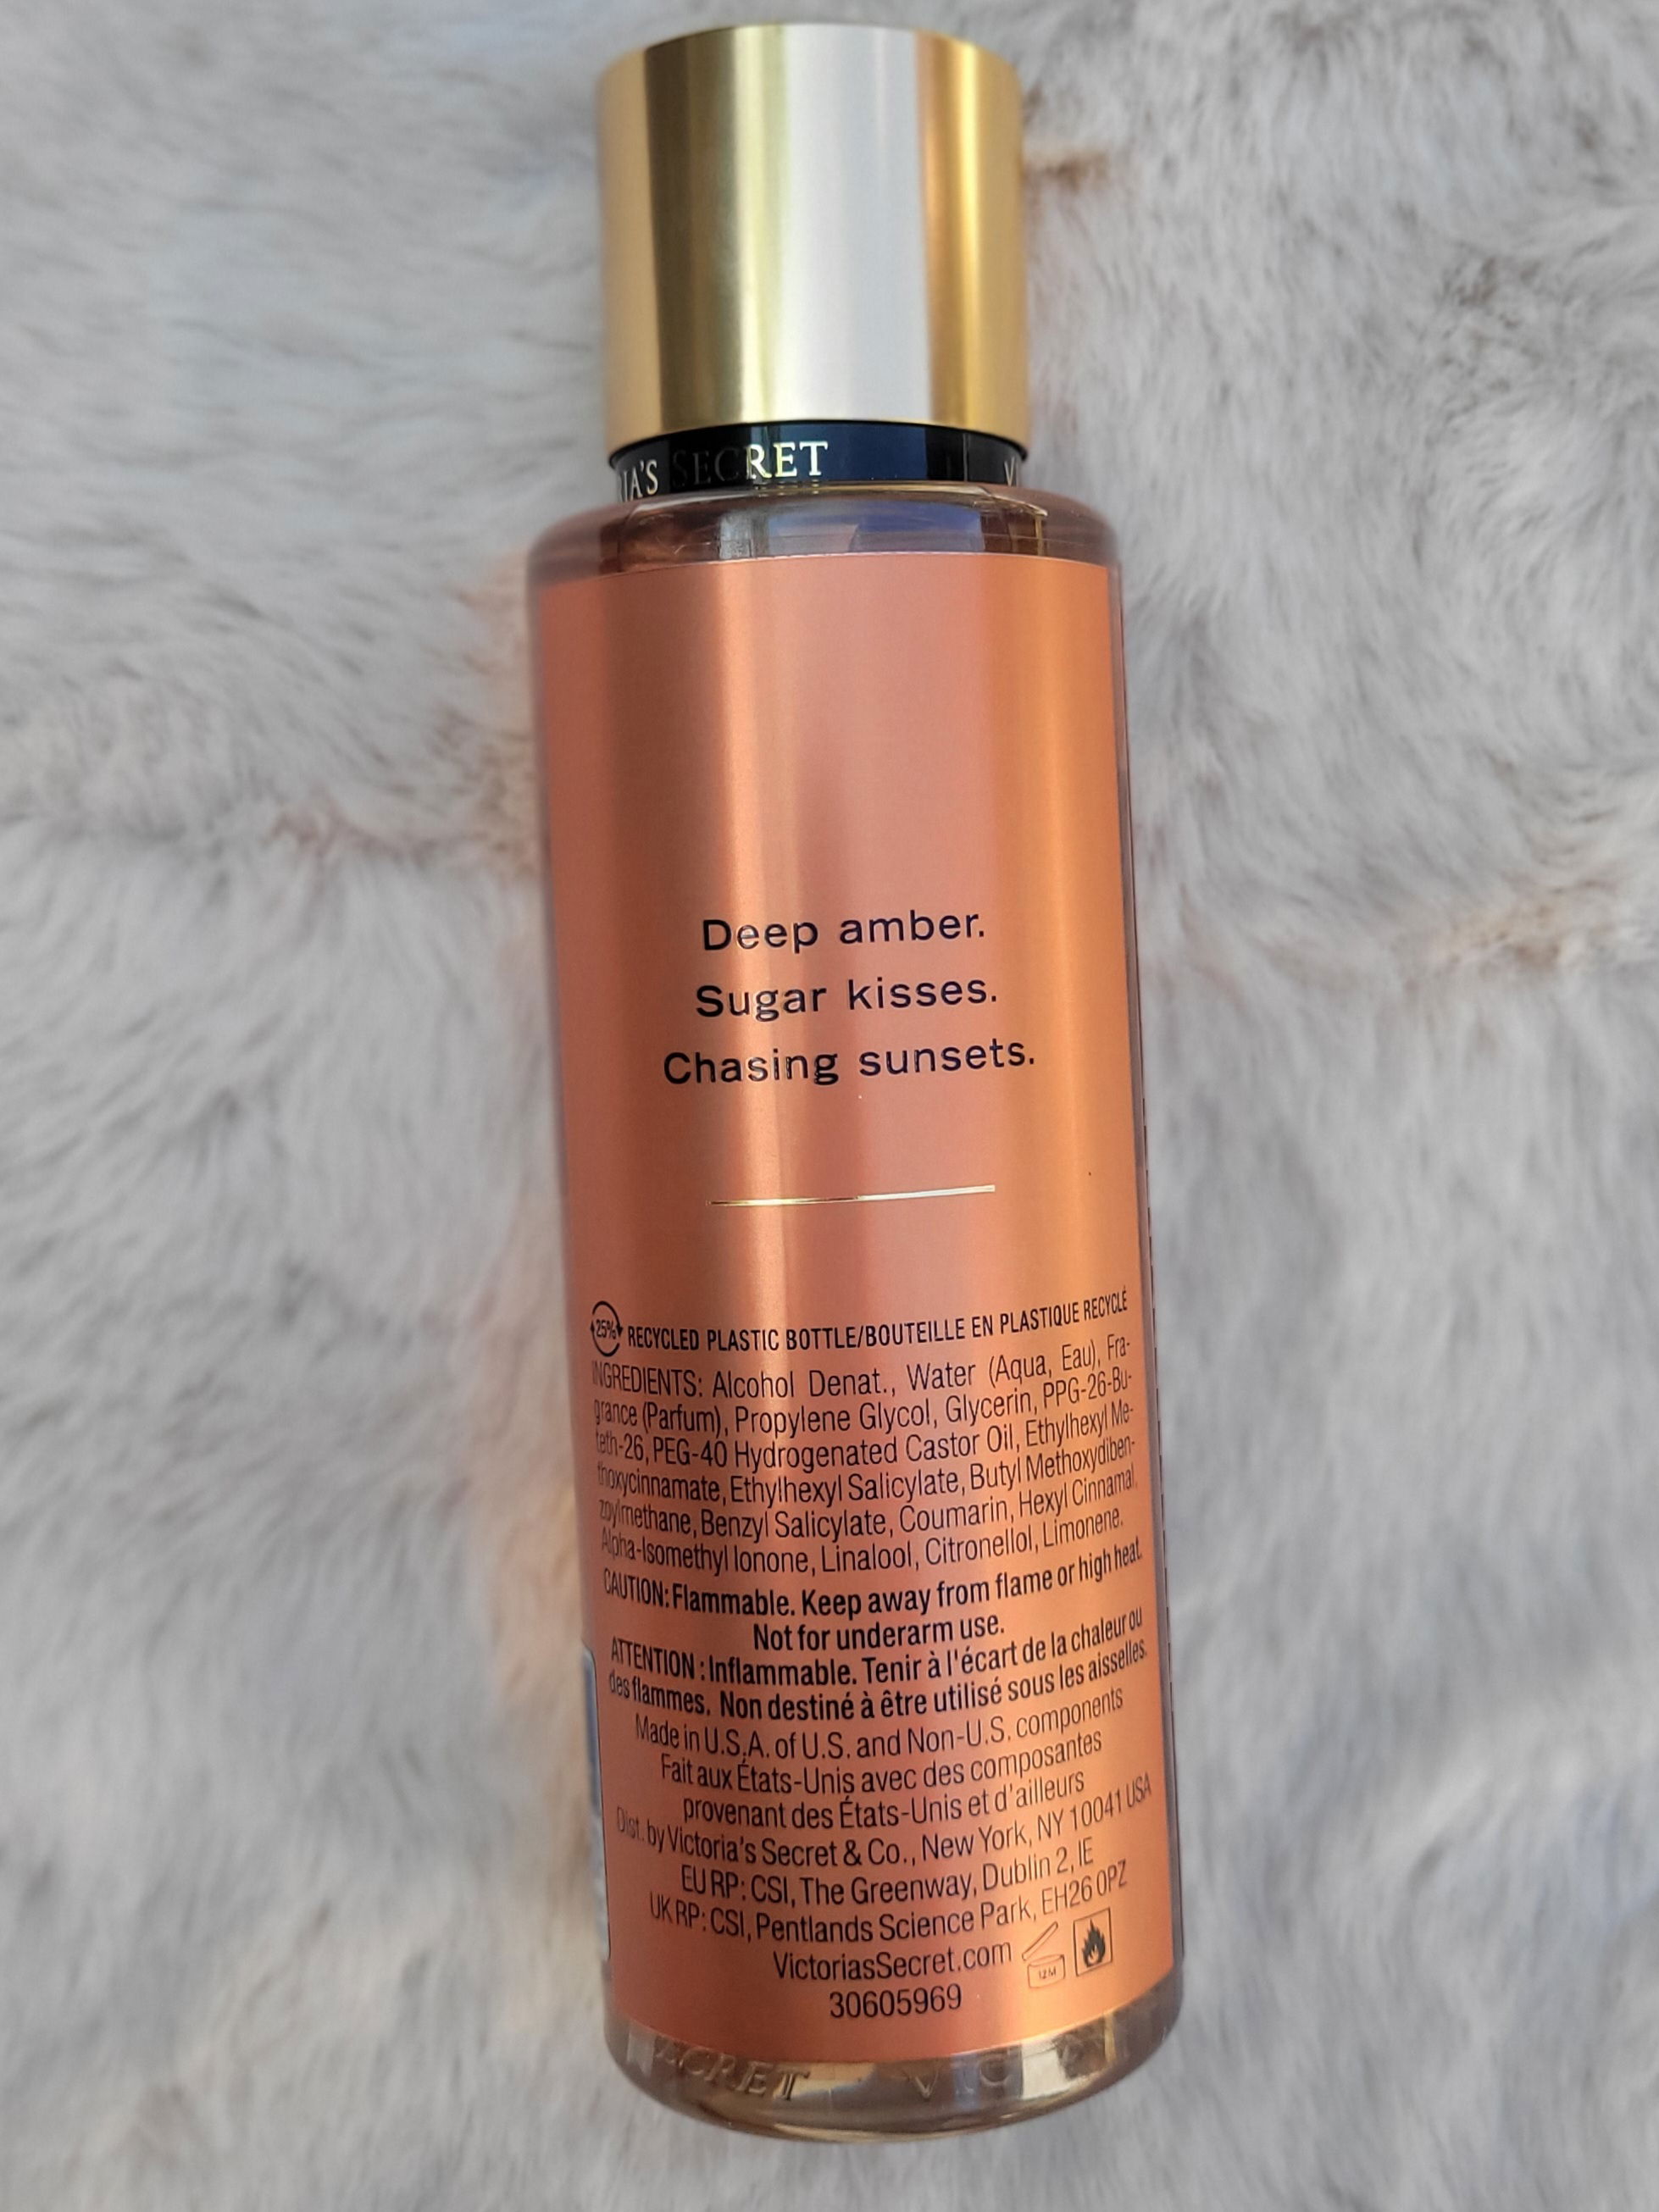 IA'S SECRET V
Deep amber.
Sugar kisses.
Chasing sunsets.
25% RECYCLED PLASTIC BOTTLE/BOUTEILLE EN PLASTIQUE RECYCLÉ
INGREDIENTS: Alcohol Denat., Water (Aqua, Eau), Fra-
grance (Parfum), Propylene Glycol, Glycerin, PPG-26-Bu-
teth-26, PEG-40 Hydrogenated Castor Oil, Ethylhexyl Me-
thoxycinnamate, Ethylhexyl Salicylate, Butyl Methoxydiben-
zoylmethane, Benzyl Salicylate, Coumarin, Hexyl Cinnamal,
Alpha-Isomethyl Ionone, Linalool, Citronellol, Limonene.
CAUTION: Flammable. Keep away from flame or high heat.
Not for underarm use.
ATTENTION : Inflammable. Tenir à l'écart de la chaleur ou
des flammes. Non destiné à être utilisé sous les aisselles.
Made in U.S.A. of U.S. and Non-U.S. components
Fait aux États-Unis avec des composantes
provenant des États-Unis et d'ailleurs
Dist. by Victoria's Secret & Co., New York, NY 10041 USA
EU RP: CSI, The Greenway, Dublin 2, IE
UK RP: CSI, Pentlands Science Park, EH26 0PZ
VictoriasSecret.com 12M
30605969
SECRET VICT